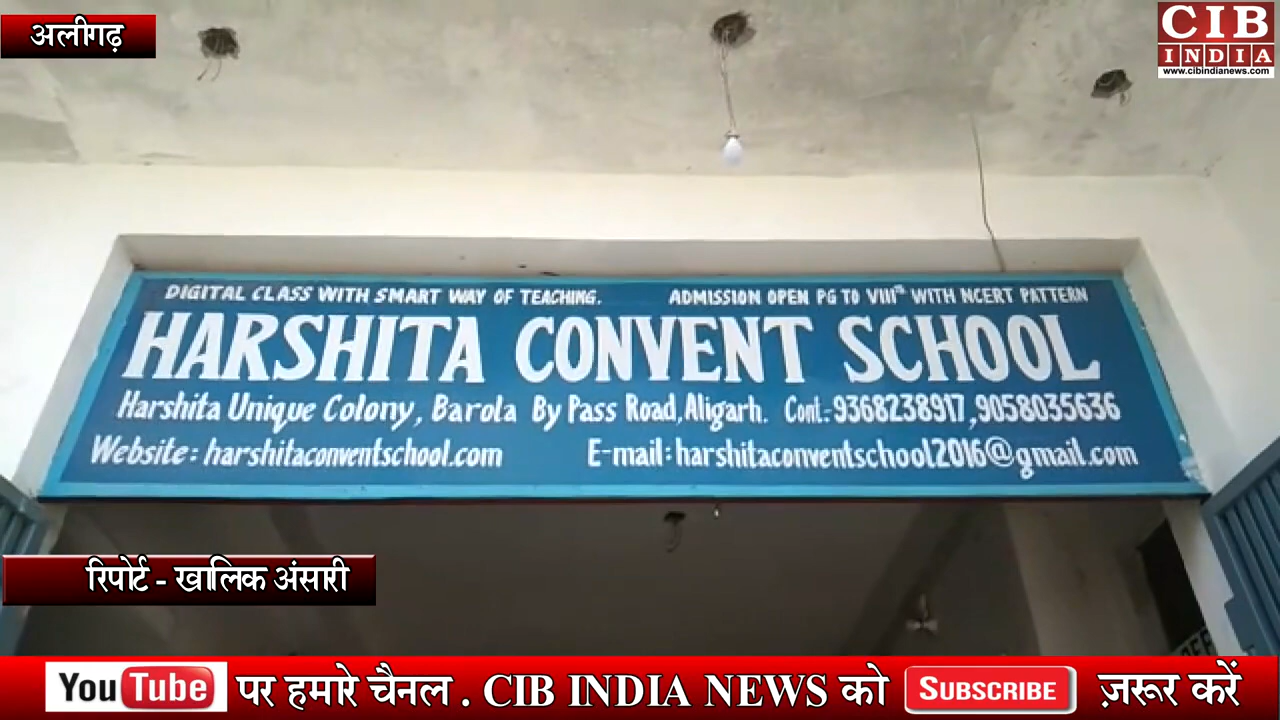 अलीगढ़
CIB
INDIA
www.cibindianews.com
DIGITAL CLASS WITH SMART WAY OF TEACHING. ADMISSION OPEN PG TO VIIITH WITH NCERT PATTERN
HARSHITA CONVENT SCHOOL
Harshita Unique Colony, Barola By Pass Road, Aligarh. Cont.- 9368238917, 9058035636
Website: harshitaconventschool.com E-mail: harshitaconventschool2016@gmail.com
रिपोर्ट - खालिक अंसारी
YouTube पर हमारे चैनल . CIB INDIA NEWS को SUBSCRIBE ज़रूर करें